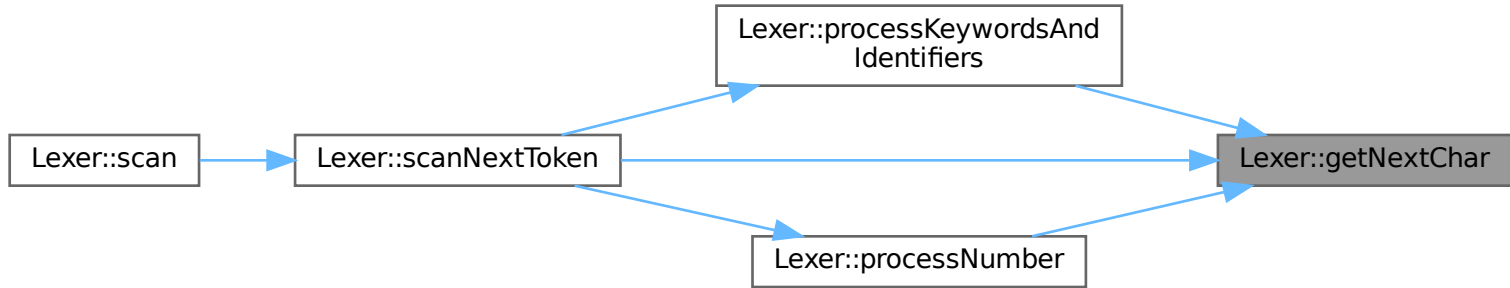 Lexer::processKeywordsAnd
Identifiers
Lexer::scan
Lexer::scanNextToken
Lexer::getNextChar
Lexer::processNumber